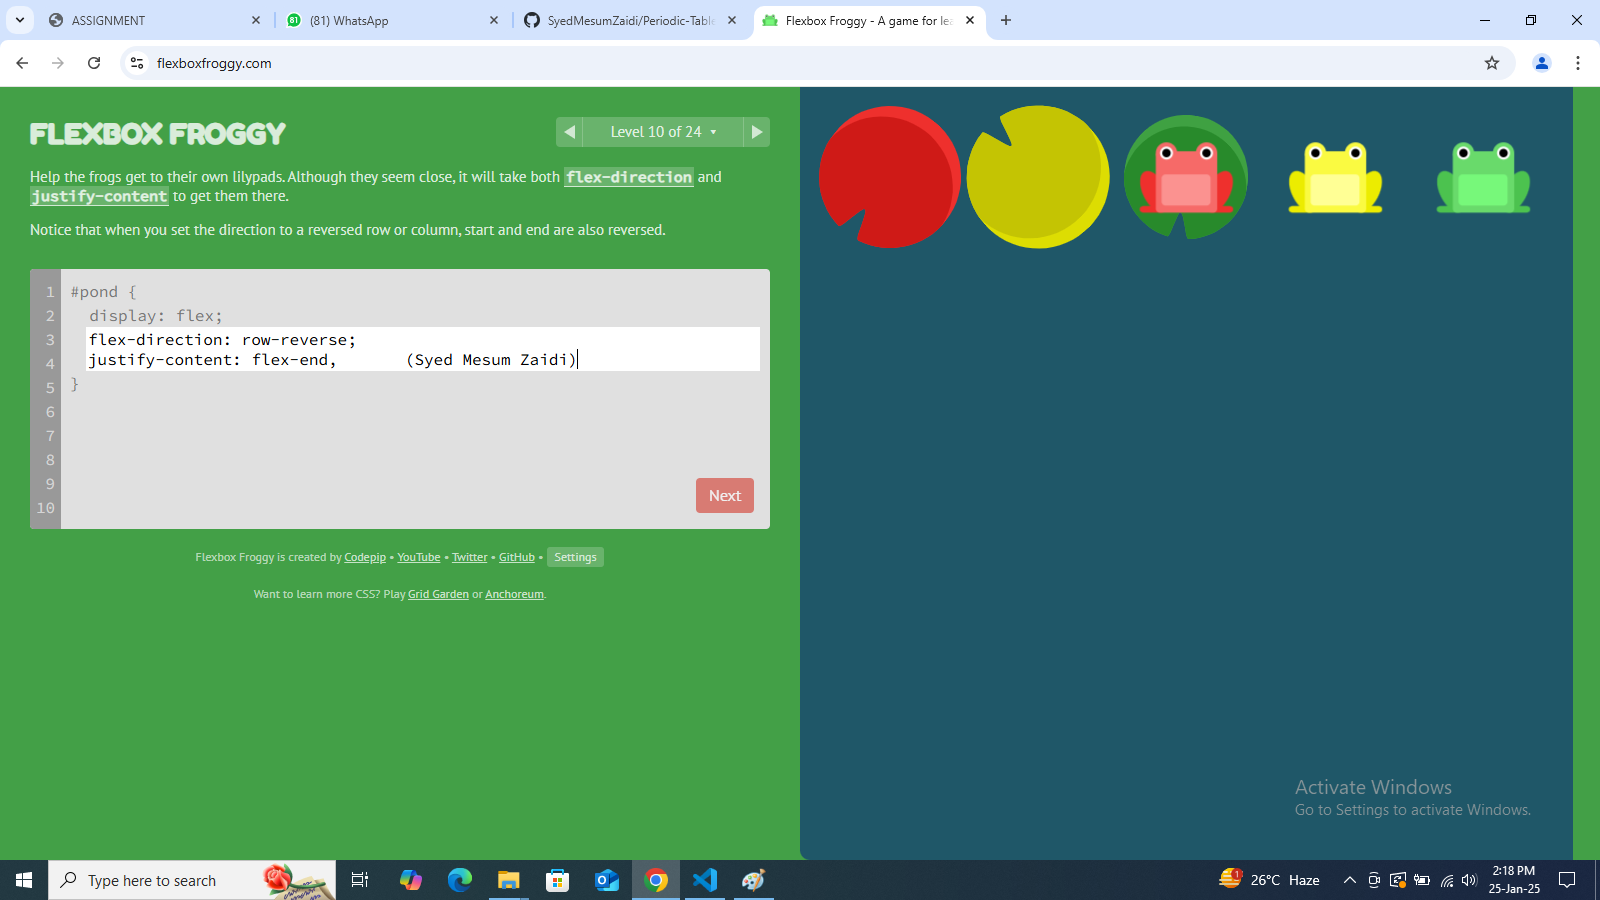 ASSIGNMENT
(81) WhatsApp
SyedMesumZaidi/Periodic-Table
Flexbox Froggy - A game for lea
flexboxfroggy.com
FLEXBOX FROGGY
Level 10 of 24
Help the frogs get to their own lilypads. Although they seem close, it will take both flex-direction and
justify-content to get them there.
Notice that when you set the direction to a reversed row or column, start and end are also reversed.
1 #pond {
2 display: flex;
3 flex-direction: row-reverse;
4 justify-content: flex-end, (Syed Mesum Zaidi)
5 }
6
7
8
9
10
Next
Flexbox Froggy is created by Codepip • YouTube • Twitter • GitHub • Settings
Want to learn more CSS? Play Grid Garden or Anchoreum.
Activate Windows
Go to Settings to activate Windows.
Type here to search
1
26°C Haze
2:18 PM
25-Jan-25